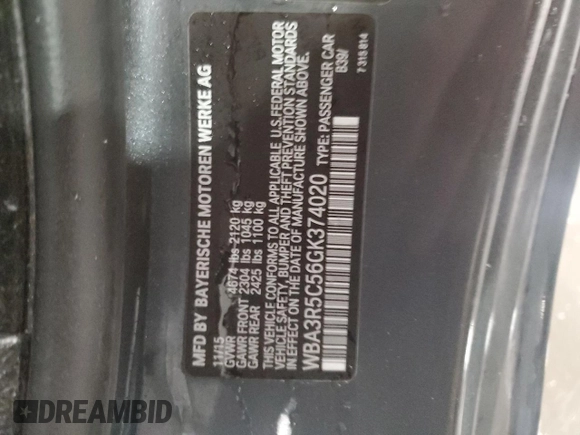 MFD BY BAYERISCHE MOTOREN WERKE AG
11/15
GVWR 4674 lbs 2120 kg
GAWR FRONT 2304 lbs 1045 kg
GAWR REAR 2425 lbs 1100 kg
THIS VEHICLE CONFORMS TO ALL APPLICABLE U.S.FEDERAL MOTOR
VEHICLE SAFETY, BUMPER AND THEFT PREVENTION STANDARDS
IN EFFECT ON THE DATE OF MANUFACTURE SHOWN ABOVE.
WBA3R5C56GK374020 TYPE: PASSENGER CAR
B39/
7 318 814
DREAMBID